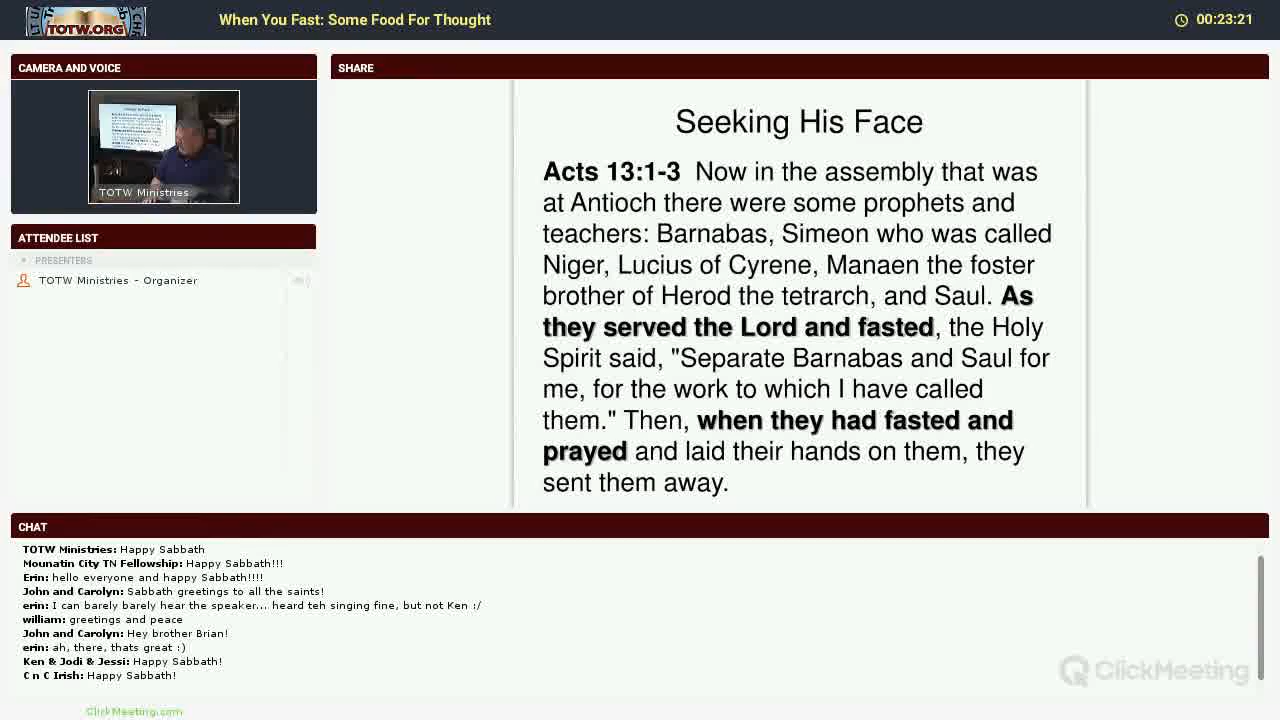 TOTW.ORG
When You Fast: Some Food For Thought
00:23:21
CAMERA AND VOICE
TOTW Ministries
ATTENDEE LIST
PRESENTERS
TOTW Ministries - Organizer
SHARE
Seeking His Face
Acts 13:1-3 Now in the assembly that was
at Antioch there were some prophets and
teachers: Barnabas, Simeon who was called
Niger, Lucius of Cyrene, Manaen the foster
brother of Herod the tetrarch, and Saul. As
they served the Lord and fasted, the Holy
Spirit said, "Separate Barnabas and Saul for
me, for the work to which I have called
them." Then, when they had fasted and
prayed and laid their hands on them, they
sent them away.
CHAT
TOTW Ministries: Happy Sabbath
Mounatin City TN Fellowship: Happy Sabbath!!!
Erin: hello everyone and happy Sabbath!!!!
John and Carolyn: Sabbath greetings to all the saints!
erin: I can barely barely hear the speaker... heard teh singing fine, but not Ken :/
william: greetings and peace
John and Carolyn: Hey brother Brian!
erin: ah, there, thats great :)
Ken & Jodi & Jessi: Happy Sabbath!
C n C Irish: Happy Sabbath!
ClickMeeting
ClickMeeting.com